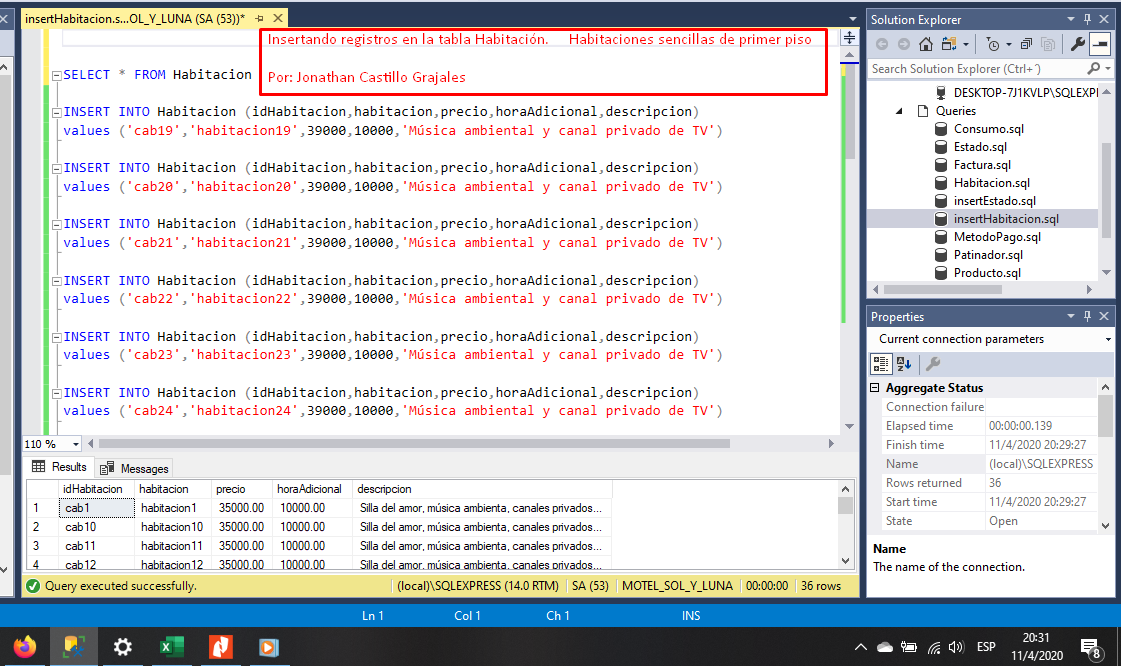 insertHabitacion.s...OL_Y_LUNA (SA (53))*
Insertando registros en la tabla Habitación. Habitaciones sencillas de primer piso
Por: Jonathan Castillo Grajales
SELECT * FROM Habitacion
INSERT INTO Habitacion (idHabitacion,habitacion,precio,horaAdicional,descripcion)
values ('cab19','habitacion19',39000,10000,'Música ambiental y canal privado de TV')
INSERT INTO Habitacion (idHabitacion,habitacion,precio,horaAdicional,descripcion)
values ('cab20','habitacion20',39000,10000,'Música ambiental y canal privado de TV')
INSERT INTO Habitacion (idHabitacion,habitacion,precio,horaAdicional,descripcion)
values ('cab21','habitacion21',39000,10000,'Música ambiental y canal privado de TV')
INSERT INTO Habitacion (idHabitacion,habitacion,precio,horaAdicional,descripcion)
values ('cab22','habitacion22',39000,10000,'Música ambiental y canal privado de TV')
INSERT INTO Habitacion (idHabitacion,habitacion,precio,horaAdicional,descripcion)
values ('cab23','habitacion23',39000,10000,'Música ambiental y canal privado de TV')
INSERT INTO Habitacion (idHabitacion,habitacion,precio,horaAdicional,descripcion)
values ('cab24','habitacion24',39000,10000,'Música ambiental y canal privado de TV')
110 %
Results Messages
idHabitacion habitacion precio horaAdicional descripcion
1 cab1 habitacion1 35000.00 10000.00 Silla del amor, música ambienta, canales privados...
2 cab10 habitacion10 35000.00 10000.00 Silla del amor, música ambienta, canales privados...
3 cab11 habitacion11 35000.00 10000.00 Silla del amor, música ambienta, canales privados...
4 cab12 habitacion12 35000.00 10000.00 Silla del amor, música ambienta, canales privados...
Query executed successfully. (local)\SQLEXPRESS (14.0 RTM) SA (53) MOTEL_SOL_Y_LUNA 00:00:00 36 rows
Solution Explorer
Search Solution Explorer (Ctrl+´)
DESKTOP-7J1KVLP\SQLEXPI
Queries
Consumo.sql
Estado.sql
Factura.sql
Habitacion.sql
insertEstado.sql
insertHabitacion.sql
MetodoPago.sql
Patinador.sql
Producto.sql
Properties
Current connection parameters
Aggregate Status
Connection failure
Elapsed time 00:00:00.139
Finish time 11/4/2020 20:29:27
Name (local)\SQLEXPRESS
Rows returned 36
Start time 11/4/2020 20:29:27
State Open
Name
The name of the connection.
Ln 1 Col 1 Ch 1 INS
ESP
20:31
11/4/2020
8